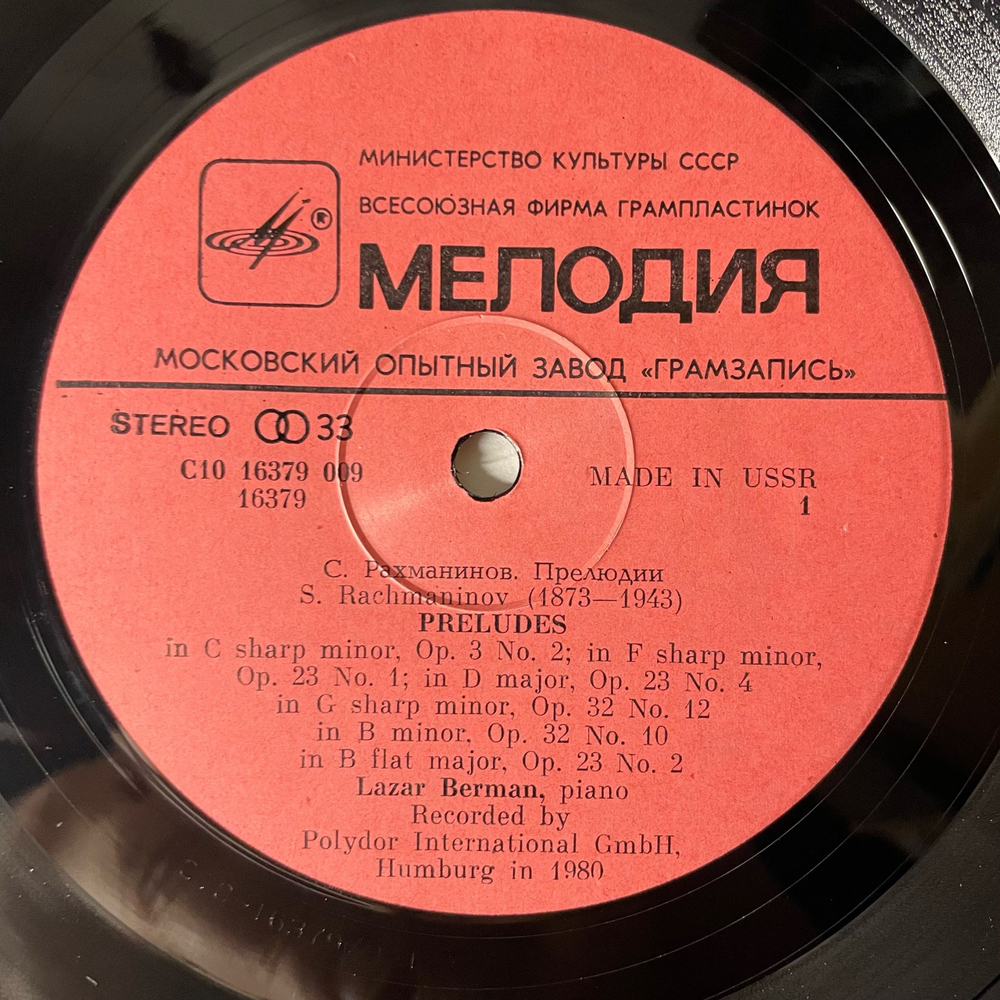 МИНИСТЕРСТВО КУЛЬТУРЫ СССР
ВСЕСОЮЗНАЯ ФИРМА ГРАМПЛАСТИНОК
®
МЕЛОДИЯ
МОСКОВСКИЙ ОПЫТНЫЙ ЗАВОД «ГРАМЗАПИСЬ»
STEREO 33
С10 16379 009
16379
MADE IN USSR
1
С. Рахманинов. Прелюдии
S. Rachmaninov (1873—1943)
PRELUDES
in C sharp minor, Op. 3 No. 2; in F sharp minor,
Op. 23 No. 1; in D major, Op. 23 No. 4
in G sharp minor, Op. 32 No. 12
in B minor, Op. 32 No. 10
in B flat major, Op. 23 No. 2
Lazar Berman, piano
Recorded by
Polydor International GmbH,
Humburg in 1980